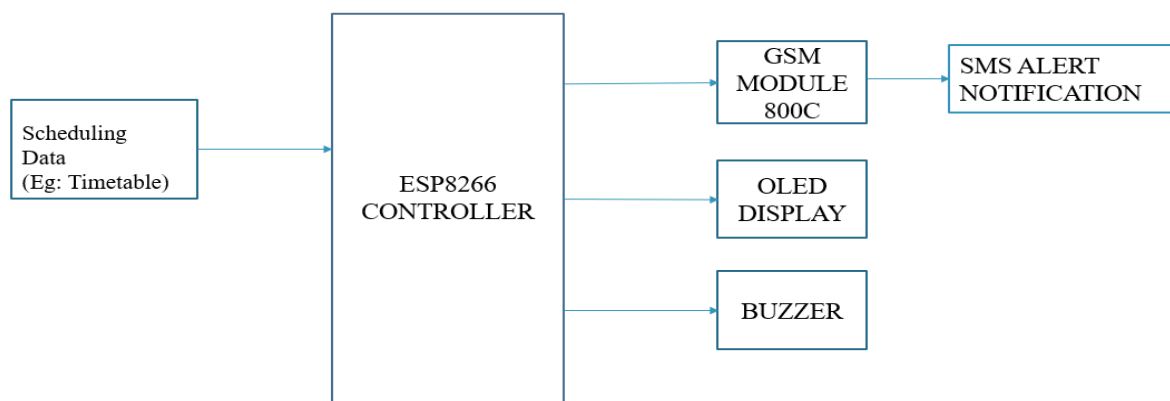 Scheduling
Data
(Eg: Timetable)
ESP8266
CONTROLLER
GSM
MODULE
800C
SMS ALERT
NOTIFICATION
OLED
DISPLAY
BUZZER